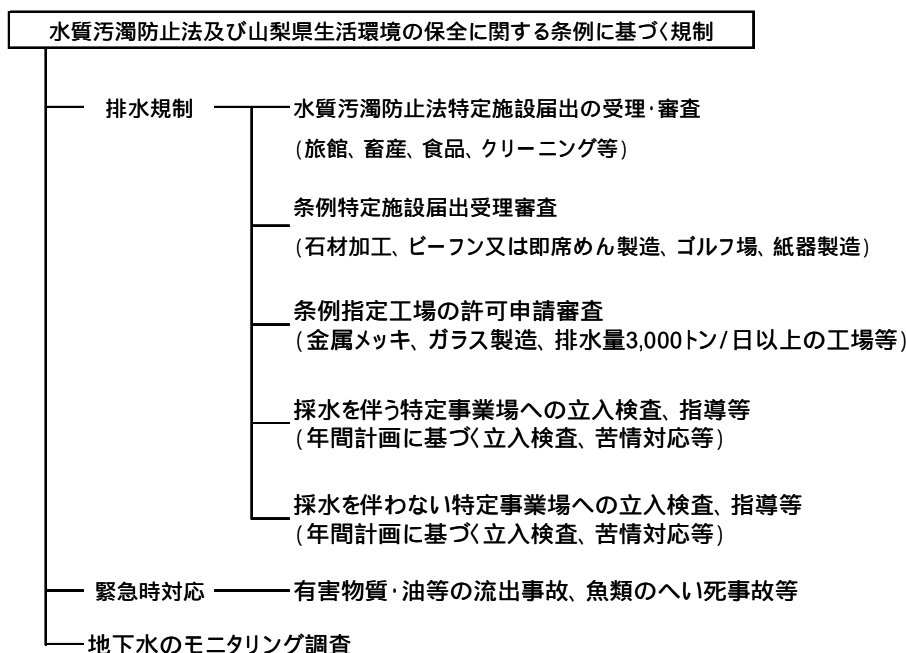 水質汚濁防止法及び山梨県生活環境の保全に関する条例に基づく規制
排水規制
水質汚濁防止法特定施設届出の受理・審査
(旅館、畜産、食品、クリーニング等)
条例特定施設届出受理審査
(石材加工、ビーフン又は即席めん製造、ゴルフ場、紙器製造)
条例指定工場の許可申請審査
(金属メッキ、ガラス製造、排水量3,000トン/日以上の工場等)
採水を伴う特定事業場への立入検査、指導等
(年間計画に基づく立入検査、苦情対応等)
採水を伴わない特定事業場への立入検査、指導等
(年間計画に基づく立入検査、苦情対応等)
緊急時対応
有害物質・油等の流出事故、魚類のへい死事故等
地下水のモニタリング調査